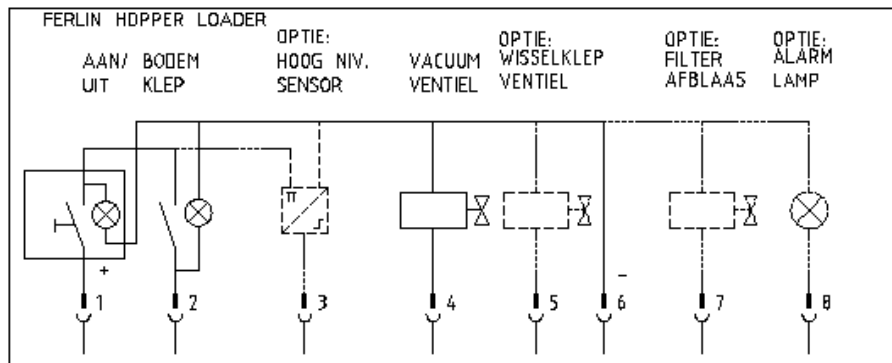 FERLIN HOPPER LOADER
AAN/
UIT
BODEM
KLEP
OPTIE:
HOOG NIV.
SENSOR
VACUUM
VENTIEL
OPTIE:
WISSELKLEP
VENTIEL
OPTIE:
FILTER
AFBLAAS
OPTIE:
ALARM
LAMP
+
−
1
2
3
4
5
6
7
8